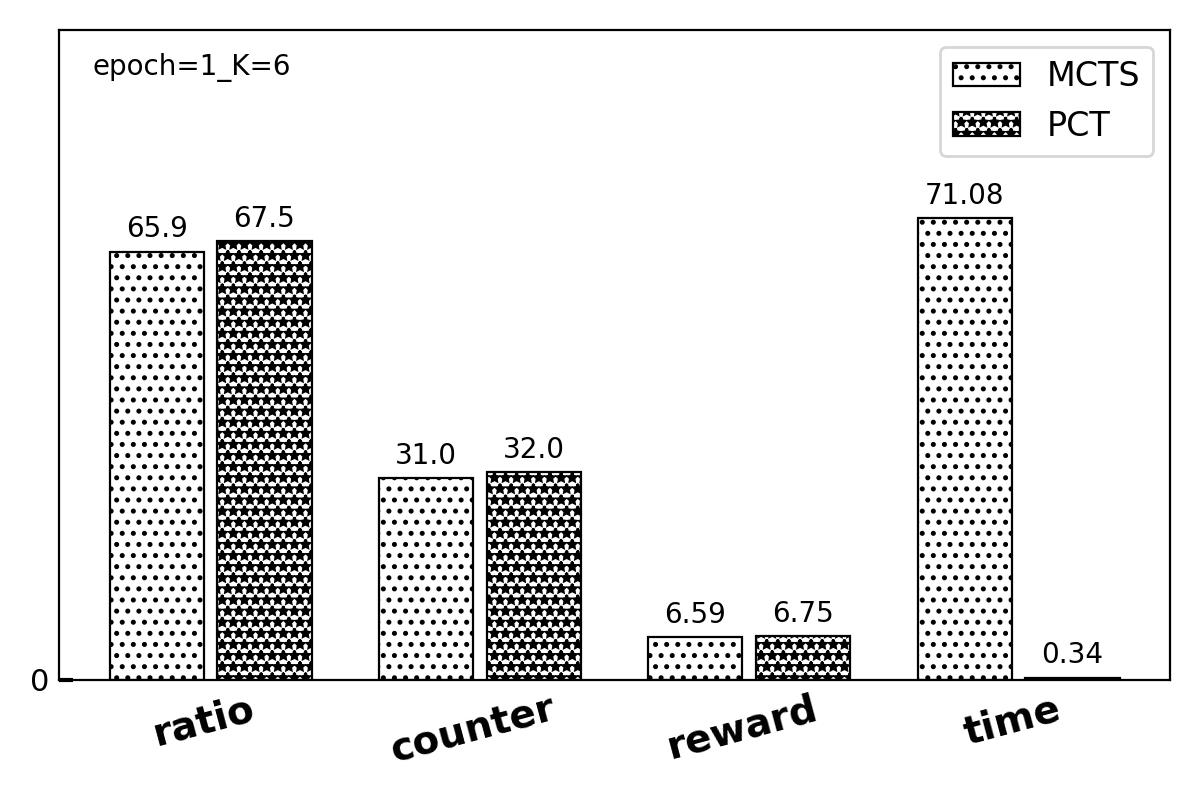 epoch=1_K=6
MCTS
PCT
65.9
67.5
31.0
32.0
6.59
6.75
71.08
0.34
0
ratio
counter
reward
time